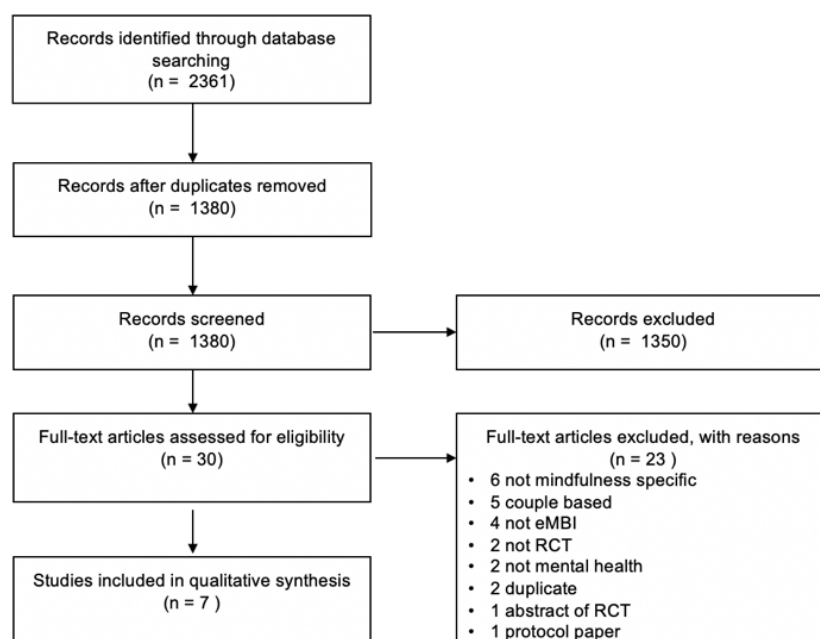 Records identified through database
searching
(n = 2361)
Records after duplicates removed
(n = 1380)
Records screened
(n = 1380)
Records excluded
(n = 1350)
Full-text articles assessed for eligibility
(n = 30)
Full-text articles excluded, with reasons
(n = 23 )
• 6 not mindfulness specific
• 5 couple based
• 4 not eMBI
• 2 not RCT
• 2 not mental health
• 2 duplicate
• 1 abstract of RCT
• 1 protocol paper
Studies included in qualitative synthesis
(n = 7 )